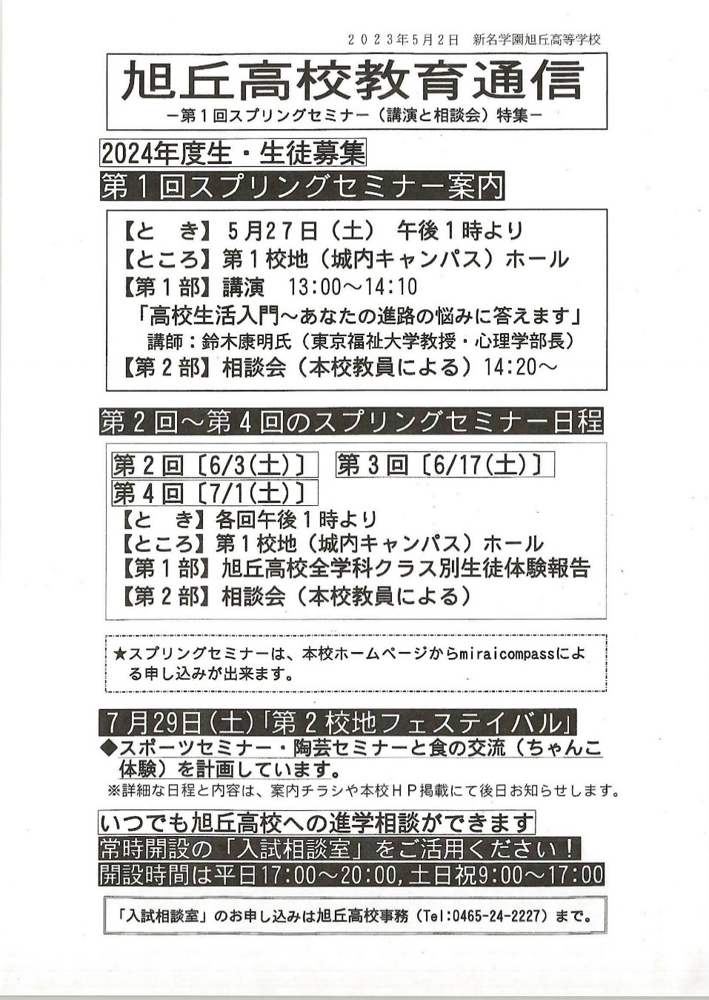 ２０２３年５月２日　新名学園旭丘高等学校
旭丘高校教育通信
－第１回スプリングセミナー（講演と相談会）特集－
2024年度生・生徒募集
第１回スプリングセミナー案内
【と　き】５月２７日（土）　午後１時より
【ところ】第１校地（城内キャンパス）ホール
【第１部】講演　13:00～14:10
「高校生活入門～あなたの進路の悩みに答えます」
講師：鈴木康明氏（東京福祉大学教授・心理学部長）
【第２部】相談会（本校教員による）14:20～
第２回～第４回のスプリングセミナー日程
第２回〔6/3(土)〕　第３回〔6/17(土)〕
第４回〔7/1(土)〕
【と　き】各回午後１時より
【ところ】第１校地（城内キャンパス）ホール
【第１部】旭丘高校全学科クラス別生徒体験報告
【第２部】相談会（本校教員による）
★スプリングセミナーは、本校ホームページからmiraicompassによ
る申し込みが出来ます。
７月29日(土)「第２校地フェステイバル」
◆スポーツセミナー・陶芸セミナーと食の交流（ちゃんこ
体験）を計画しています。
※詳細な日程と内容は、案内チラシや本校ＨＰ掲載にて後日お知らせします。
いつでも旭丘高校への進学相談ができます
常時開設の「入試相談室」をご活用ください！
開設時間は平日17:00～20:00,土日祝9:00～17:00
「入試相談室」のお申し込みは旭丘高校事務（Tel:0465-24-2227）まで。